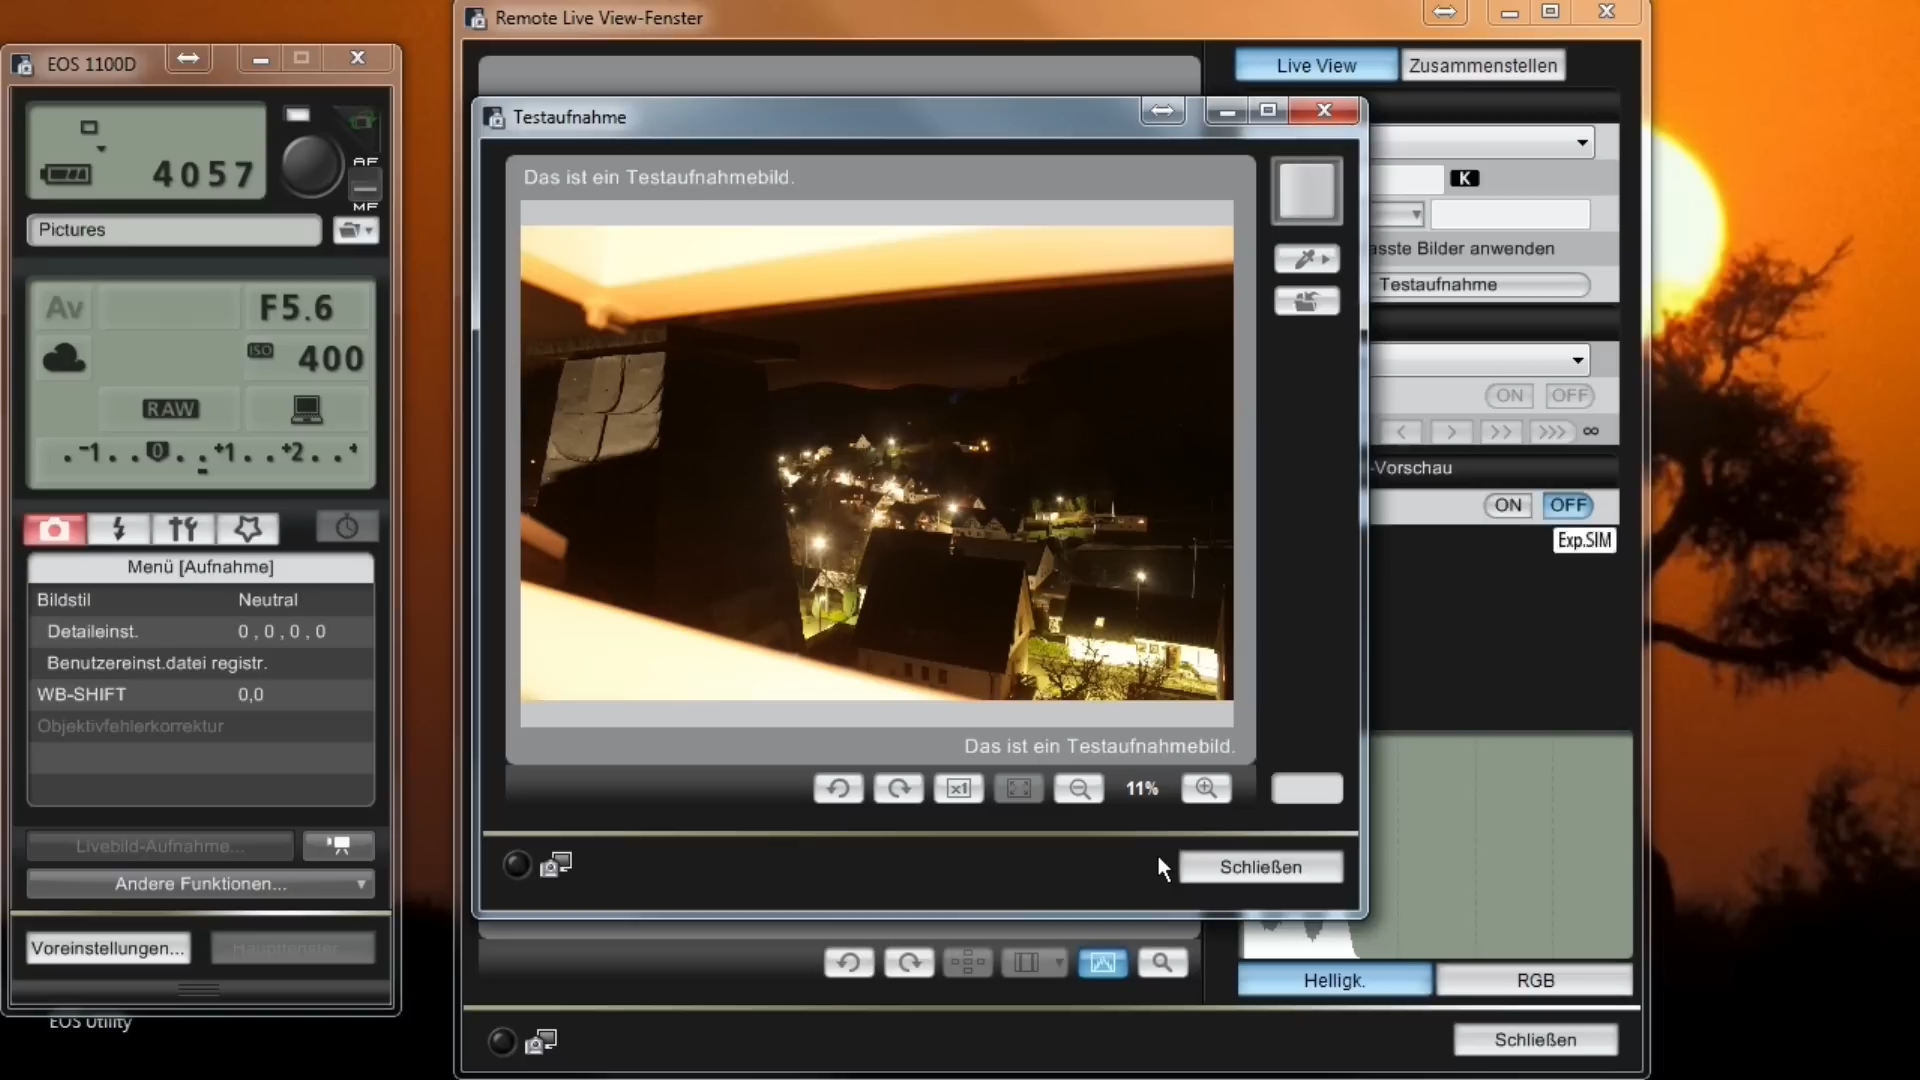 Remote Live View-Fenster
EOS 1100D
Live View
Zusammenstellen
Testaufnahme
4057
AF
MF
Das ist ein Testaufnahmebild.
K
Pictures
asste Bilder anwenden
Testaufnahme
Av
F5.6
ISO 400
ON OFF
RAW
< > >> >>> ∞
-1 . . 0 . . +1 . . +2 . . +
-Vorschau
ON OFF
Exp.SIM
Menü [Aufnahme]
Bildstil Neutral
Detaileinst. 0 , 0 , 0 , 0
Benutzereinst.datei registr.
WB-SHIFT 0,0
Objektivfehlerkorrektur
Das ist ein Testaufnahmebild.
x1
11%
Livebild-Aufnahme...
Schließen
Andere Funktionen...
Voreinstellungen...
Hauptfenster...
Helligk.
RGB
EOS Utility
Schließen